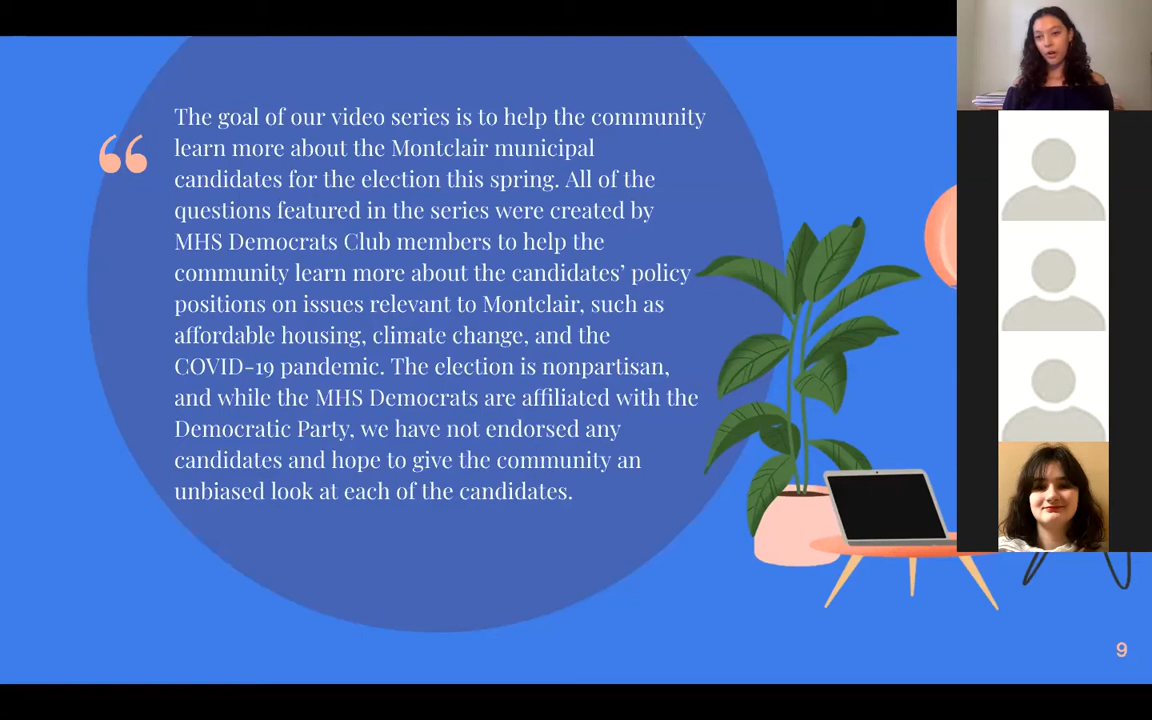 “
The goal of our video series is to help the community
learn more about the Montclair municipal
candidates for the election this spring. All of the
questions featured in the series were created by
MHS Democrats Club members to help the
community learn more about the candidates’ policy
positions on issues relevant to Montclair, such as
affordable housing, climate change, and the
COVID-19 pandemic. The election is nonpartisan,
and while the MHS Democrats are affiliated with the
Democratic Party, we have not endorsed any
candidates and hope to give the community an
unbiased look at each of the candidates.
9